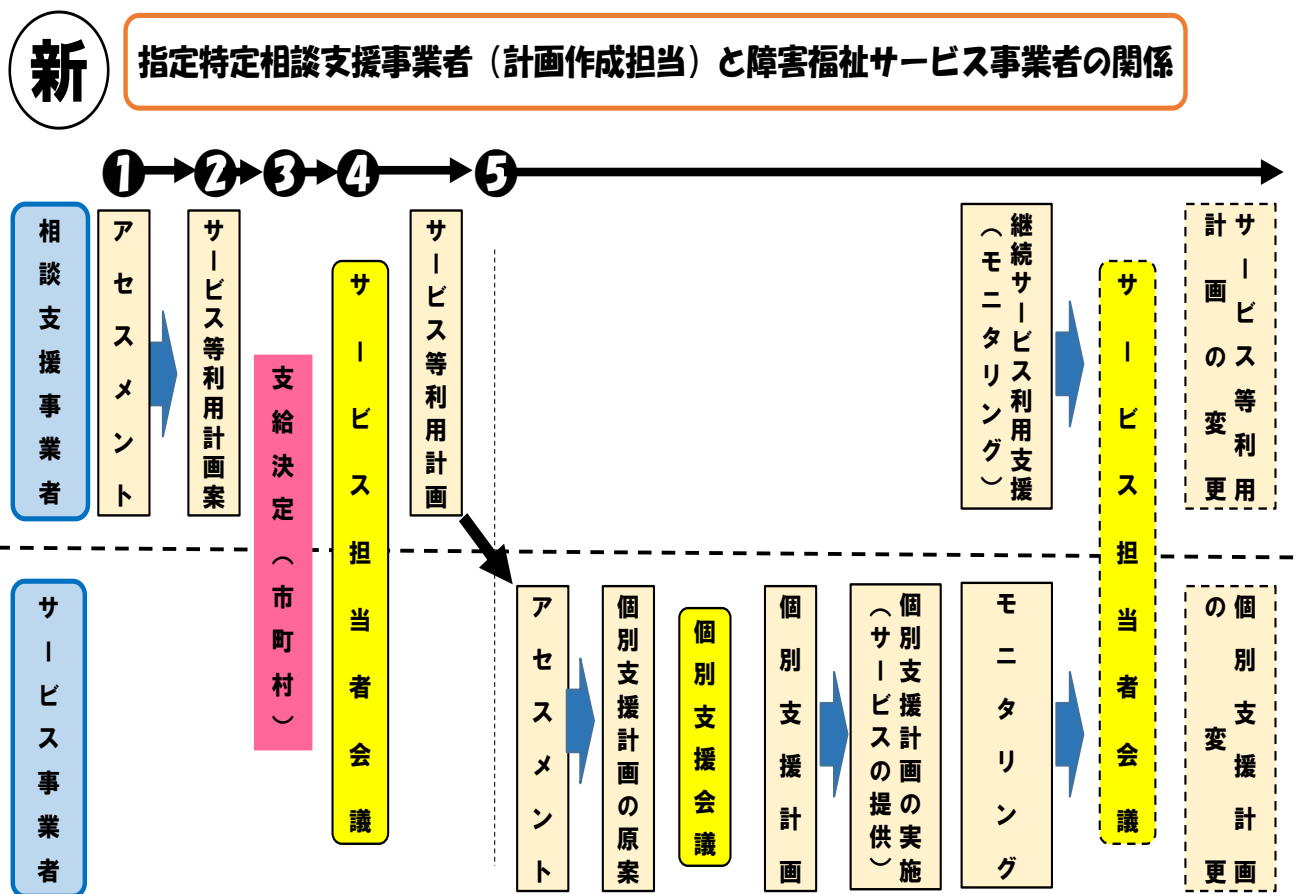 新
指定特定相談支援事業者（計画作成担当）と障害福祉サービス事業者の関係
1
2
3
4
5
相談支援事業者
アセスメント
サービス等利用計画案
支給決定（市町村）
サービス担当者会議
サービス等利用計画
継続サービス利用支援
（モニタリング）
サービス担当者会議
サービス等利用
計画の変更
サービス事業者
アセスメント
個別支援計画の原案
個別支援会議
個別支援計画
個別支援計画の実施
（サービスの提供）
モニタリング
個別支援計画
の変更